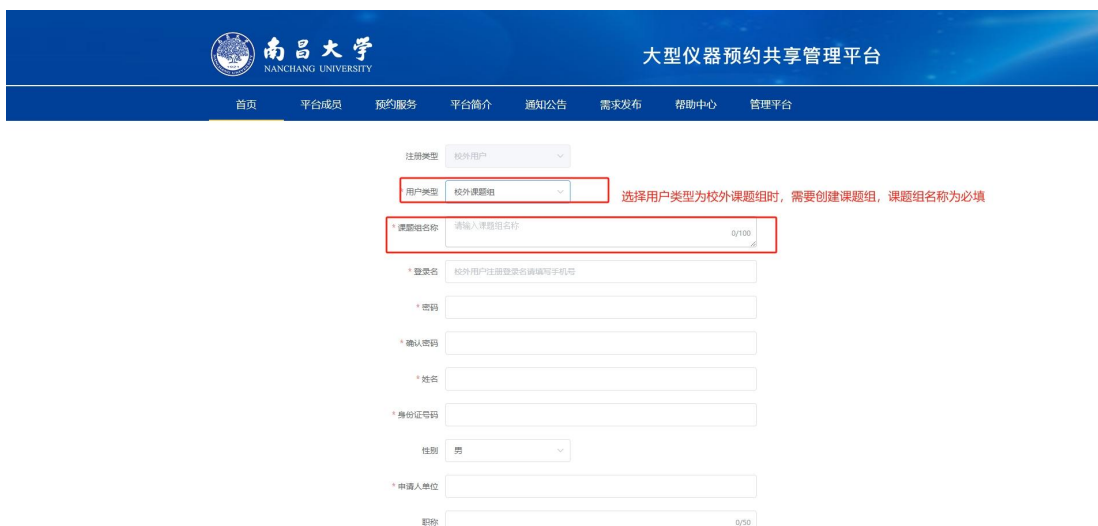 南昌大学
NANCHANG UNIVERSITY
大型仪器预约共享管理平台
首页 平台成员 预约服务 平台简介 通知公告 需求发布 帮助中心 管理平台
注册类型 校外用户
* 用户类型 校外课题组
选择用户类型为校外课题组时，需要创建课题组，课题组名称为必填
* 课题组名称 请输入课题组名称 0/100
* 登录名 校外用户注册登录名请填写手机号
* 密码
* 确认密码
* 姓名
* 身份证号码
性别 男
* 申请人单位
职称 0/50